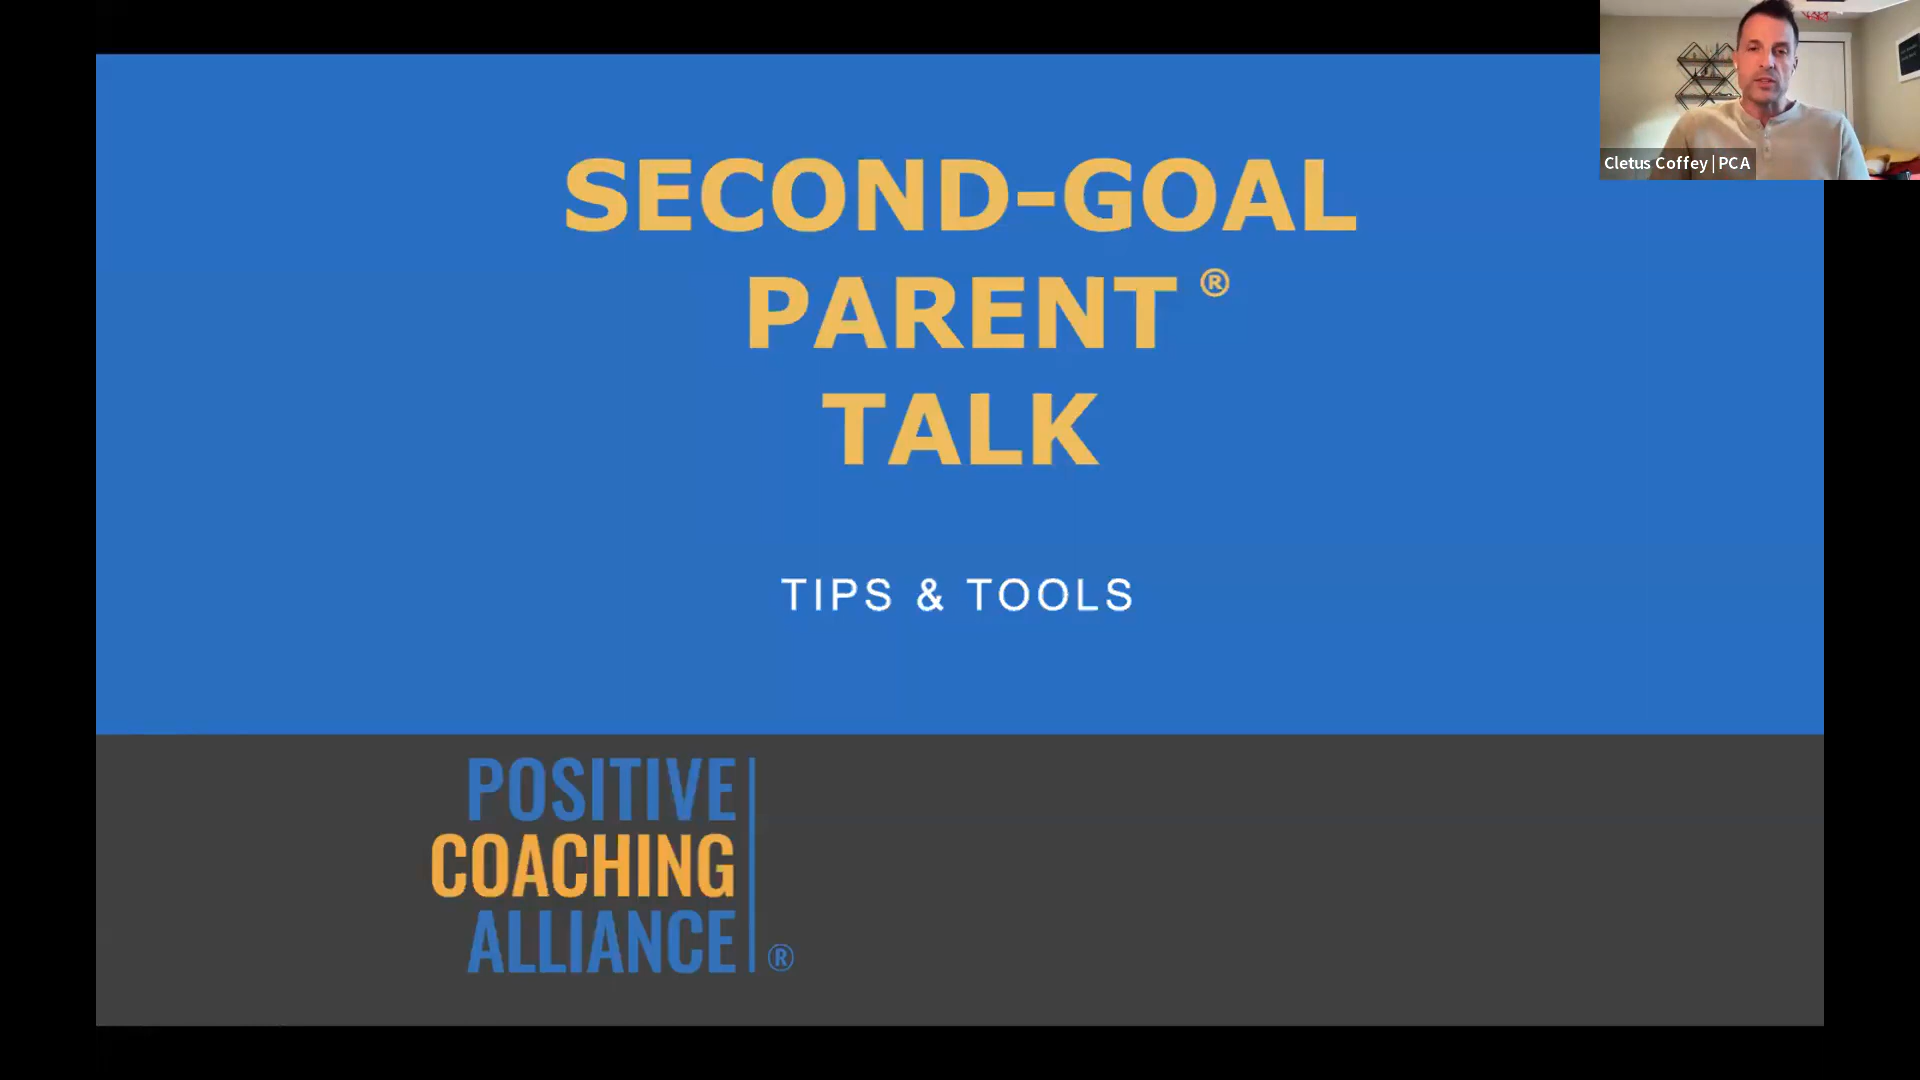 SECOND-GOAL
PARENT ®
TALK
TIPS & TOOLS
POSITIVE
COACHING
ALLIANCE ®
Cletus Coffey | PCA